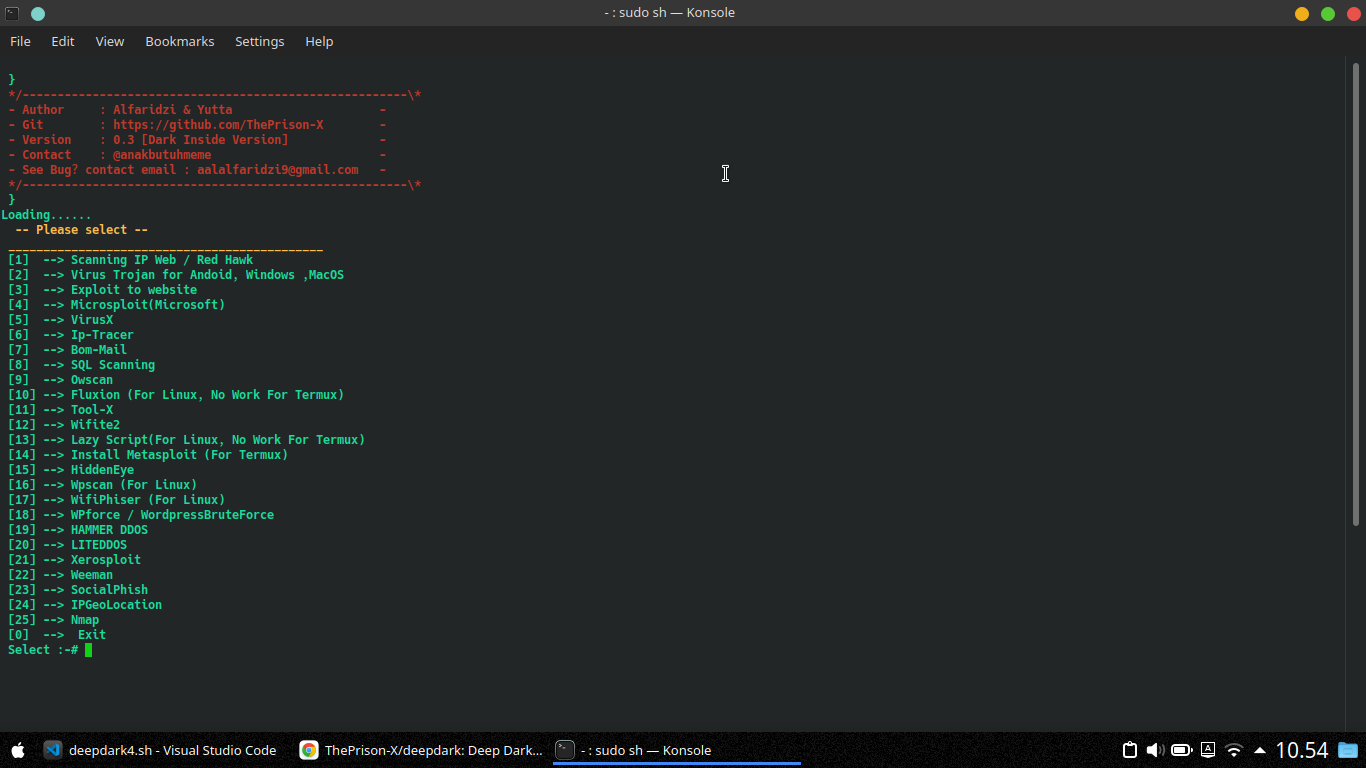 - : sudo sh — Konsole
File Edit View Bookmarks Settings Help
}
*/-------------------------------------------------------\*
- Author : Alfaridzi & Yutta -
- Git : https://github.com/ThePrison-X -
- Version : 0.3 [Dark Inside Version] -
- Contact : @anakbutuhmeme -
- See Bug? contact email : aalalfaridzi9@gmail.com -
*/-------------------------------------------------------\*
}
Loading......
-- Please select --
_____________________________________________
[1] --> Scanning IP Web / Red Hawk
[2] --> Virus Trojan for Andoid, Windows ,MacOS
[3] --> Exploit to website
[4] --> Microsploit(Microsoft)
[5] --> VirusX
[6] --> Ip-Tracer
[7] --> Bom-Mail
[8] --> SQL Scanning
[9] --> Owscan
[10] --> Fluxion (For Linux, No Work For Termux)
[11] --> Tool-X
[12] --> Wifite2
[13] --> Lazy Script(For Linux, No Work For Termux)
[14] --> Install Metasploit (For Termux)
[15] --> HiddenEye
[16] --> Wpscan (For Linux)
[17] --> WifiPhiser (For Linux)
[18] --> WPforce / WordpressBruteForce
[19] --> HAMMER DDOS
[20] --> LITEDDOS
[21] --> Xerosploit
[22] --> Weeman
[23] --> SocialPhish
[24] --> IPGeoLocation
[25] --> Nmap
[0] --> Exit
Select :-#
deepdark4.sh - Visual Studio Code
ThePrison-X/deepdark: Deep Dark...
- : sudo sh — Konsole
10.54